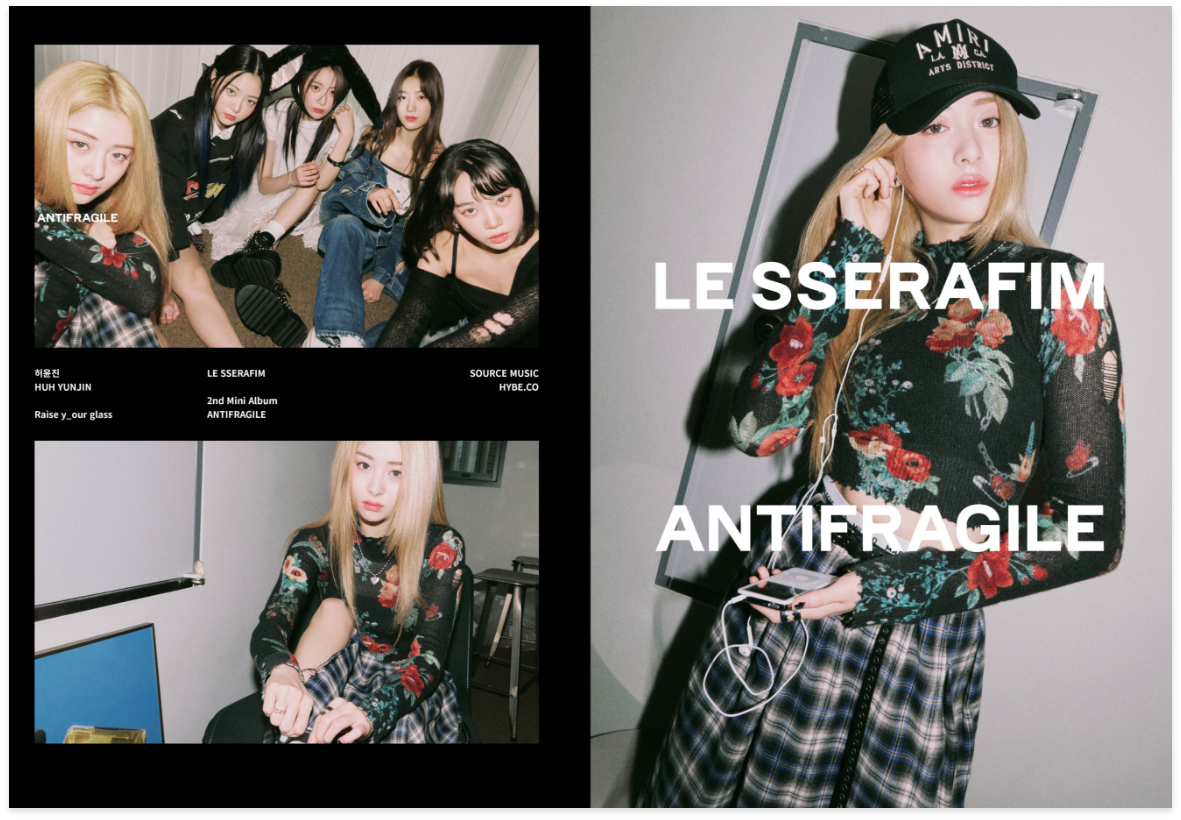 ANTIFRAGILE
허윤진
HUH YUNJIN
Raise y_our glass
LE SSERAFIM
2nd Mini Album
ANTIFRAGILE
SOURCE MUSIC
HYBE.CO
AMIRI
L.A. CA.
ARTS DISTRICT
LE SSERAFIM
ANTIFRAGILE